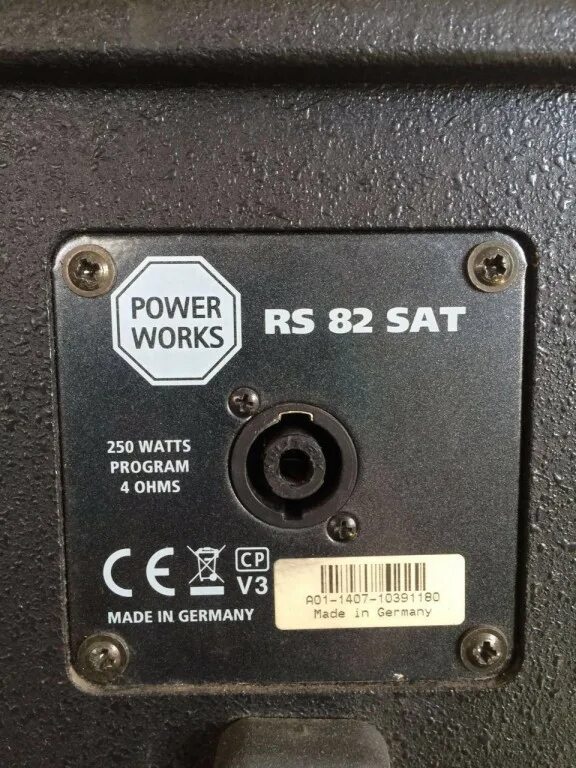 POWER
WORKS
RS 82 SAT
250 WATTS
PROGRAM
4 OHMS
CP
V3
MADE IN GERMANY
A01-1407-10391180
Made in Germany